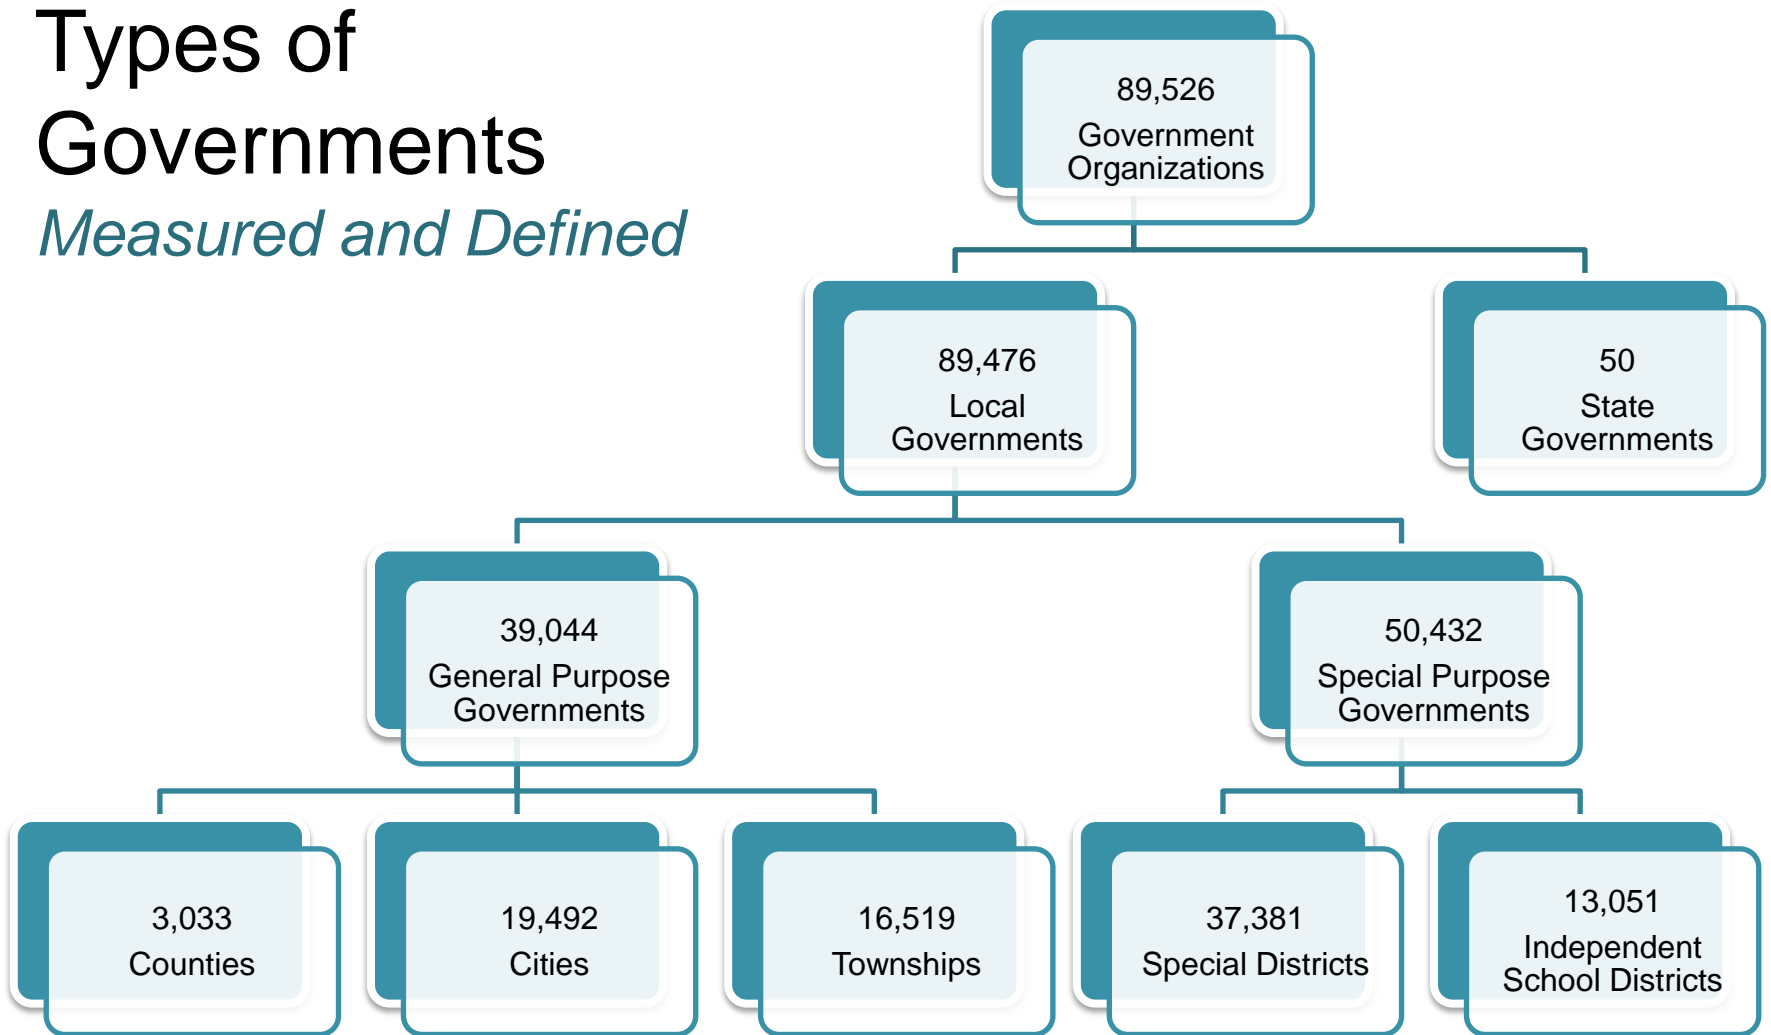 Types of
Governments
Measured and Defined
89,526
Government
Organizations
89,476
Local
Governments
50
State
Governments
39,044
General Purpose
Governments
50,432
Special Purpose
Governments
3,033
Counties
19,492
Cities
16,519
Townships
37,381
Special Districts
13,051
Independent
School Districts